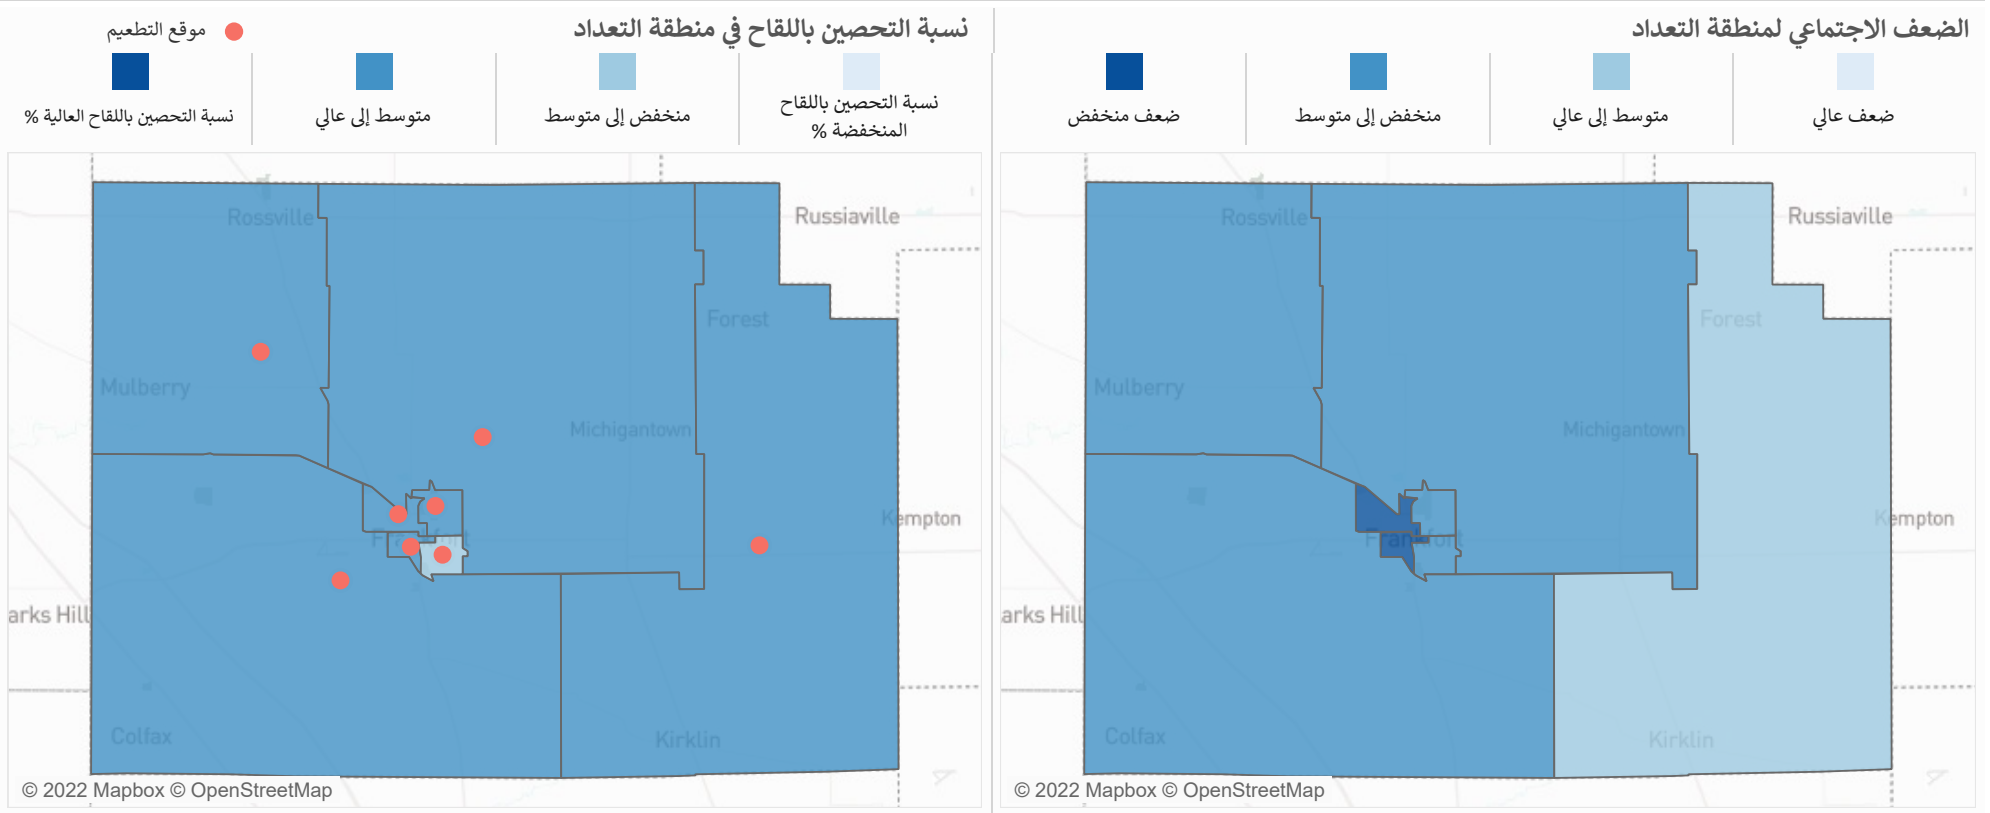 الضعف الاجتماعي لمنطقة التعداد
ضعف عالي
متوسط إلى عالي
منخفض إلى متوسط
ضعف منخفض
Rossville
Russiaville
Forest
Mulberry
Michigantown
Kempton
Frankfort
arks Hill
Colfax
Kirklin
© 2022 Mapbox © OpenStreetMap
نسبة التحصين باللقاح في منطقة التعداد
موقع التطعيم
نسبة التحصين باللقاح
المنخفضة %
منخفض إلى متوسط
متوسط إلى عالي
نسبة التحصين باللقاح العالية %
Rossville
Russiaville
Forest
Mulberry
Michigantown
Kempton
Frankfort
arks Hill
Colfax
Kirklin
© 2022 Mapbox © OpenStreetMap